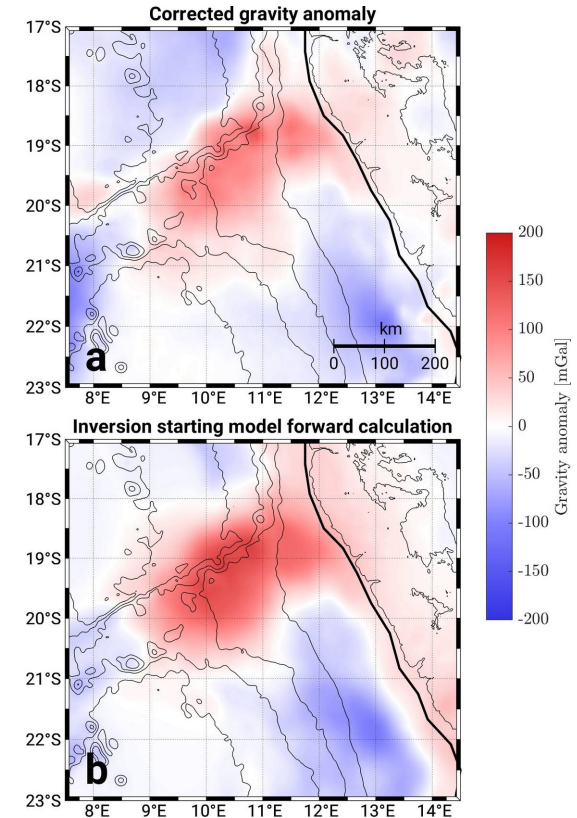 Corrected gravity anomaly
17°S
18°S
19°S
20°S
21°S
22°S
23°S
a
km
0 100 200
8°E 9°E 10°E 11°E 12°E 13°E 14°E
200
150
100
50
0
-50
-100
-150
-200
Gravity anomaly [mGal]
Inversion starting model forward calculation
17°S
18°S
19°S
20°S
21°S
22°S
23°S
b
8°E 9°E 10°E 11°E 12°E 13°E 14°E